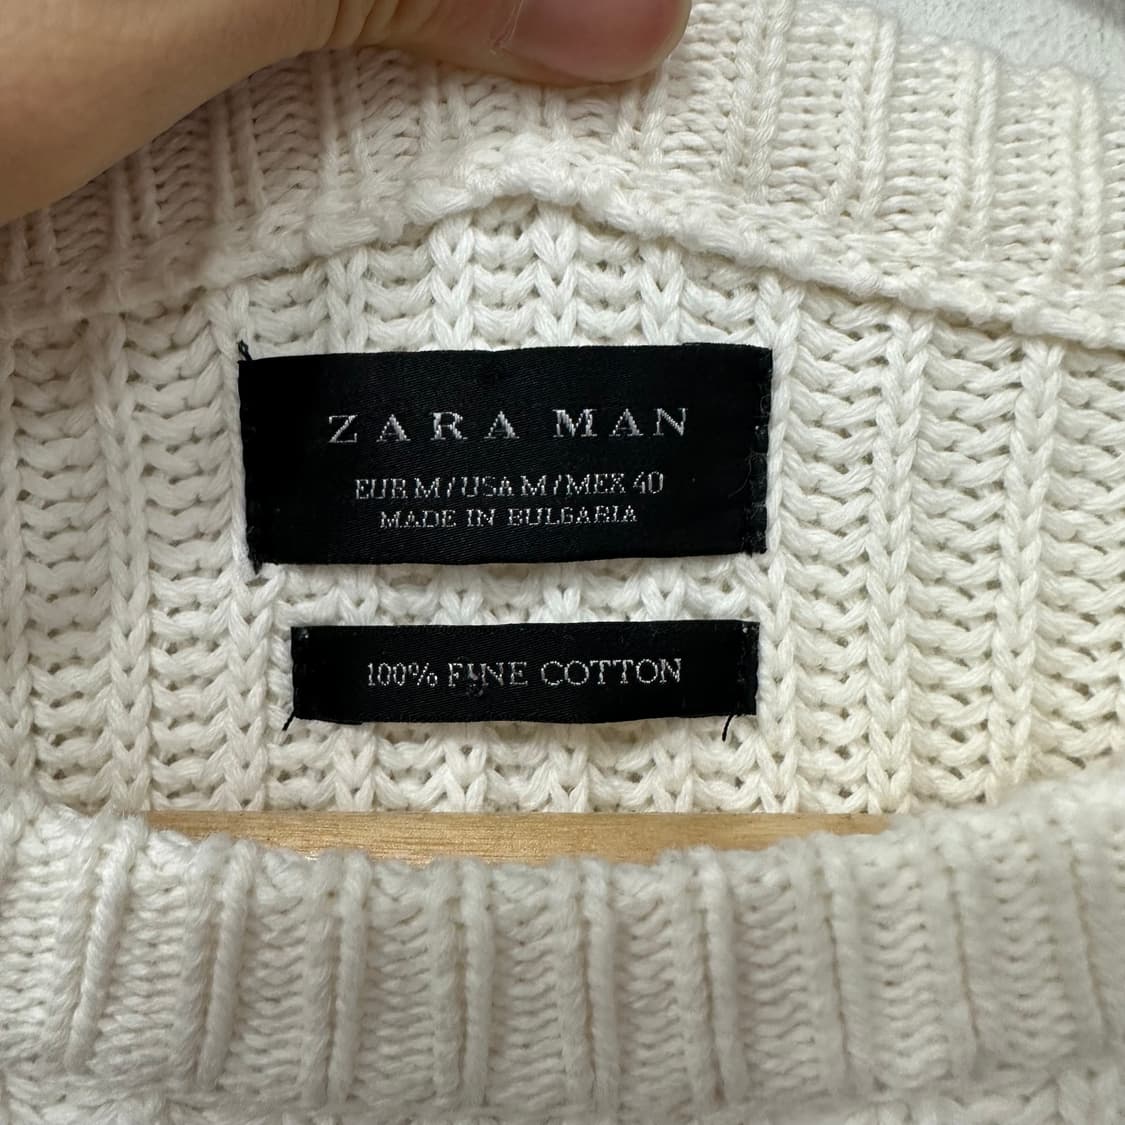 ZARA MAN
EUR M/USA M/MEX 40
MADE IN BULGARIA
100% FINE COTTON